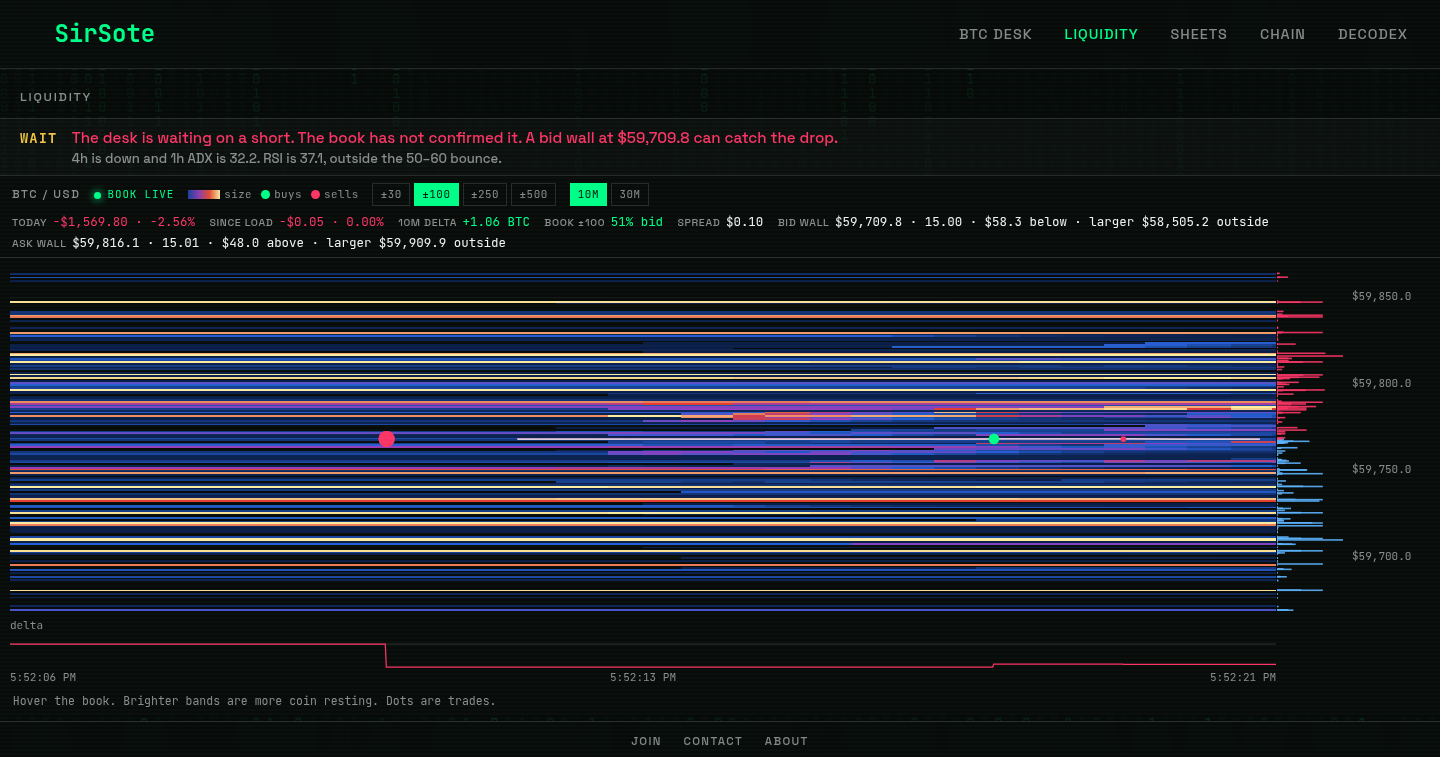 SirSote
BTC DESK LIQUIDITY SHEETS CHAIN DECODEX
LIQUIDITY
WAIT The desk is waiting on a short. The book has not confirmed it. A bid wall at $59,709.8 can catch the drop.
4h is down and 1h ADX is 32.2. RSI is 37.1, outside the 50–60 bounce.
BTC / USD BOOK LIVE size buys sells ±30 ±100 ±250 ±500 10M 30M
TODAY -$1,569.80 · -2.56% SINCE LOAD -$0.05 · 0.00% 10M DELTA +1.06 BTC BOOK ±100 51% bid SPREAD $0.10 BID WALL $59,709.8 · 15.00 · $58.3 below · larger $58,505.2 outside
ASK WALL $59,816.1 · 15.01 · $48.0 above · larger $59,909.9 outside
$59,850.0
$59,800.0
$59,750.0
$59,700.0
delta
5:52:06 PM 5:52:13 PM 5:52:21 PM
Hover the book. Brighter bands are more coin resting. Dots are trades.
JOIN CONTACT ABOUT